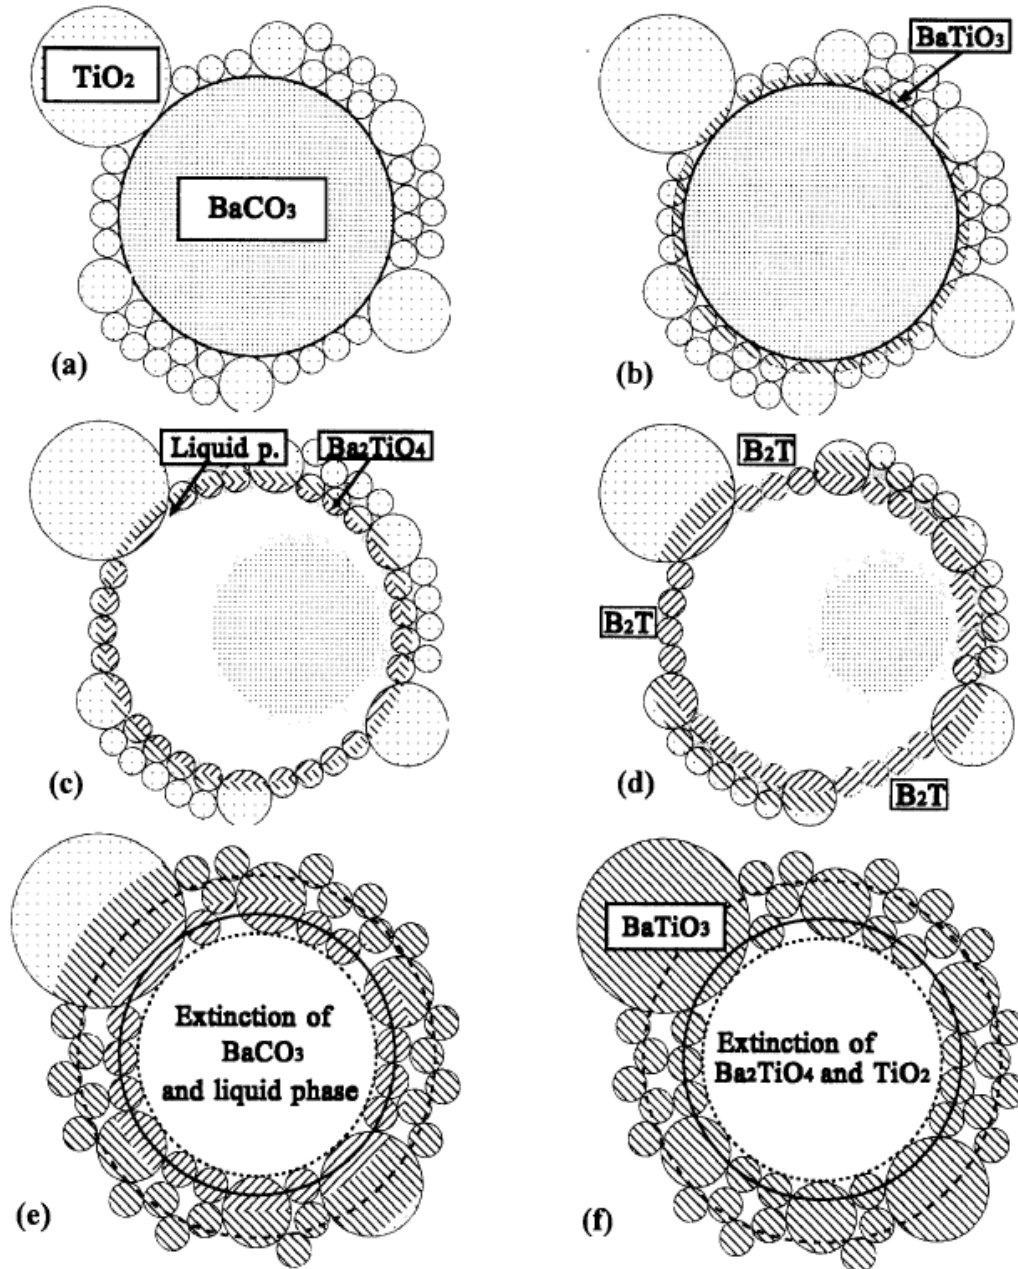 TiO₂
BaTiO₃
BaCO₃
(a)
(b)
Liquid p.
Ba₂TiO₄
B₂T
B₂T
B₂T
(c)
(d)
BaTiO₃
Extinction of
BaCO₃
and liquid phase
Extinction of
Ba₂TiO₄ and TiO₂
(e)
(f)